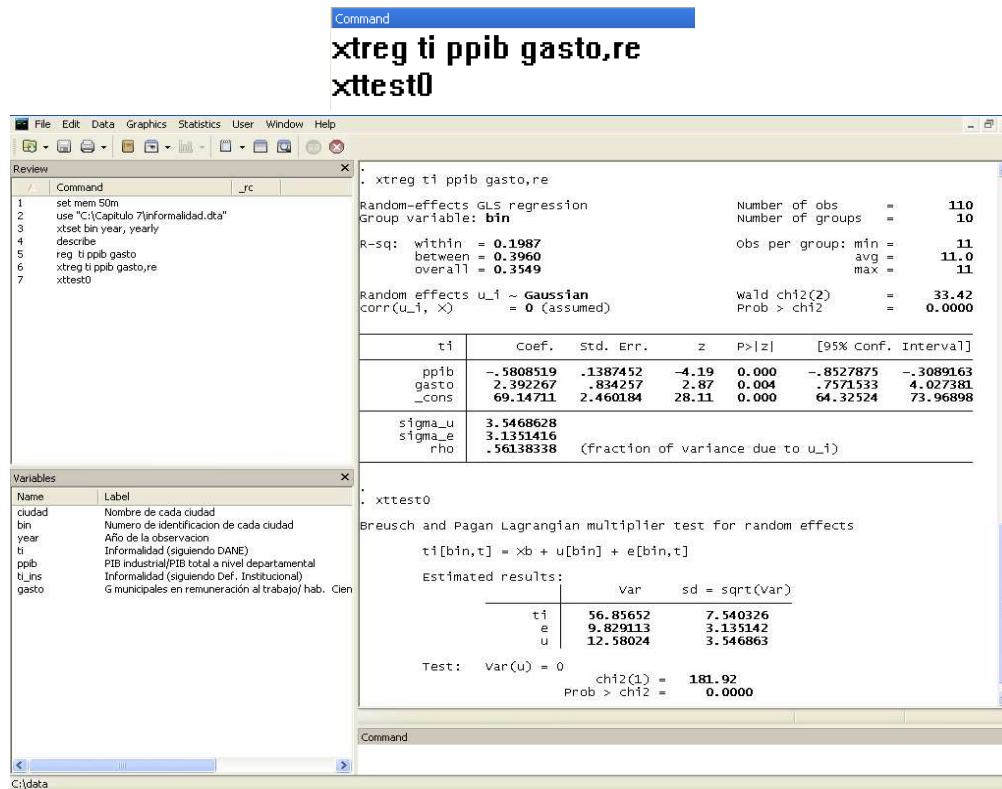 Command
xtreg ti ppib gasto,re
xttest0
File Edit Data Graphics Statistics User Window Help
Review
Command _rc
1 set mem 50m
2 use "C:\Capitulo 7\informalidad.dta"
3 xtset bin year, yearly
4 describe
5 reg ti ppib gasto
6 xtreg ti ppib gasto,re
7 xttest0
Variables
Name Label
ciudad Nombre de cada ciudad
bin Numero de identificacion de cada ciudad
year Año de la observacion
ti Informalidad (siguiendo DANE)
ppib PIB industrial/PIB total a nivel departamental
ti_ins Informalidad (siguiendo Def. Institucional)
gasto G municipales en remuneración al trabajo/ hab. Cien
.
. xtreg ti ppib gasto,re
Random-effects GLS regression Number of obs = 110
Group variable: bin Number of groups = 10
R-sq: within = 0.1987 Obs per group: min = 11
between = 0.3960 avg = 11.0
overall = 0.3549 max = 11
Random effects u_i ~ Gaussian Wald chi2(2) = 33.42
corr(u_i, X) = 0 (assumed) Prob > chi2 = 0.0000
ti Coef. Std. Err. z P>|z| [95% Conf. Interval]
ppib -.5808519 .1387452 -4.19 0.000 -.8527875 -.3089163
gasto 2.392267 .834257 2.87 0.004 .7571533 4.027381
_cons 69.14711 2.460184 28.11 0.000 64.32524 73.96898
sigma_u 3.5468628
sigma_e 3.1351416
rho .56138338 (fraction of variance due to u_i)
.
. xttest0
Breusch and Pagan Lagrangian multiplier test for random effects
ti[bin,t] = Xb + u[bin] + e[bin,t]
Estimated results:
Var sd = sqrt(Var)
ti 56.85652 7.540326
e 9.829113 3.135142
u 12.58024 3.546863
Test: Var(u) = 0
chi2(1) = 181.92
Prob > chi2 = 0.0000
Command
C:\data